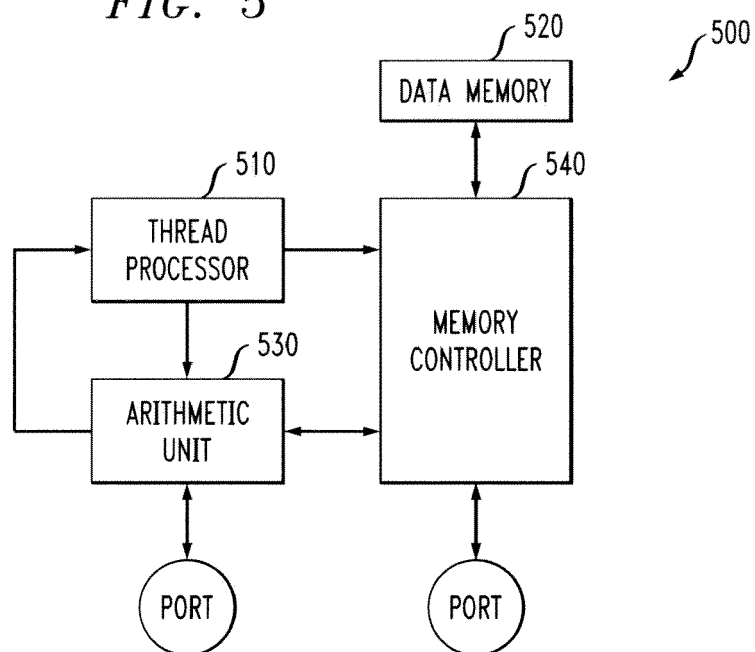 FIG. 5
520
500
DATA MEMORY
510
540
THREAD
PROCESSOR
MEMORY
CONTROLLER
530
ARITHMETIC
UNIT
PORT
PORT